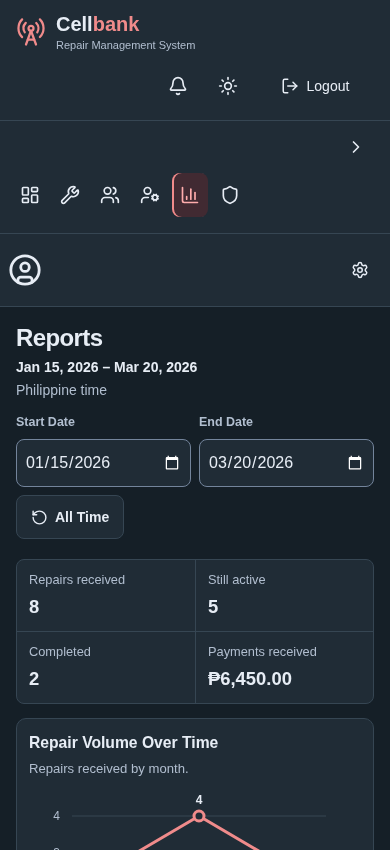 Cellbank
Repair Management System
Logout
Reports
Jan 15, 2026 – Mar 20, 2026
Philippine time
Start Date
End Date
01/15/2026
03/20/2026
All Time
Repairs received
8
Still active
5
Completed
2
Payments received
₱6,450.00
Repair Volume Over Time
Repairs received by month.
4
4